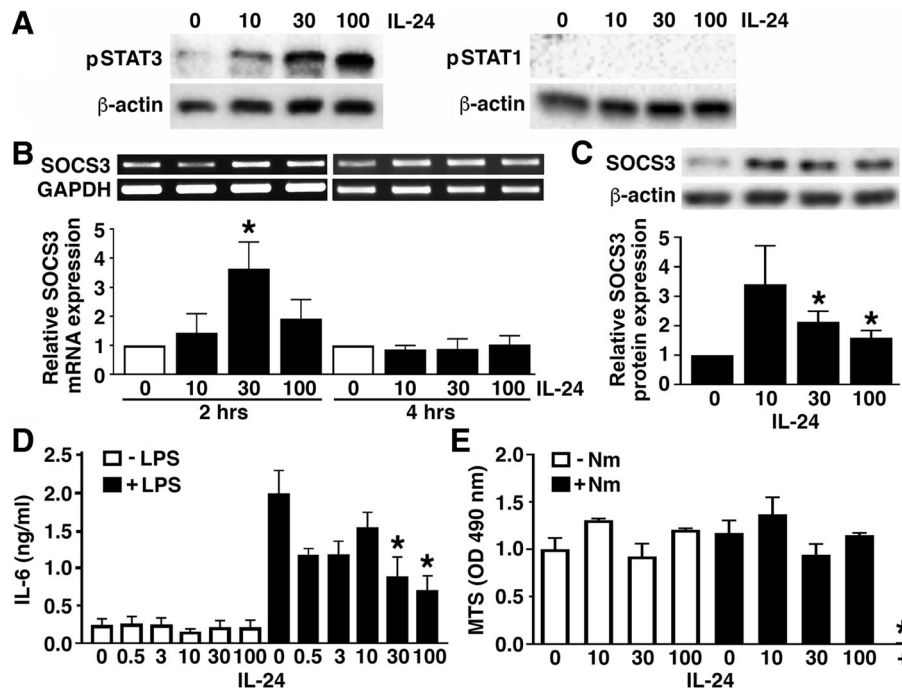 A
0 10 30 100 IL-24
pSTAT3
β-actin
0 10 30 100 IL-24
pSTAT1
β-actin
B
SOCS3
GAPDH
Relative SOCS3
mRNA expression
5
4
3
2
1
0
*
0 10 30 100 0 10 30 100 IL-24
2 hrs 4 hrs
C
SOCS3
β-actin
Relative SOCS3
protein expression
5
4
3
2
1
0
* *
0 10 30 100
IL-24
D
- LPS
+ LPS
IL-6 (ng/ml)
2.5
2.0
1.5
1.0
0.5
0.0
* *
0 0.5 3 10 30 100 0 0.5 3 10 30 100
IL-24
E
- Nm
+ Nm
MTS (OD 490 nm)
2.0
1.5
1.0
0.5
0.0
*
0 10 30 100 0 10 30 100 +
IL-24